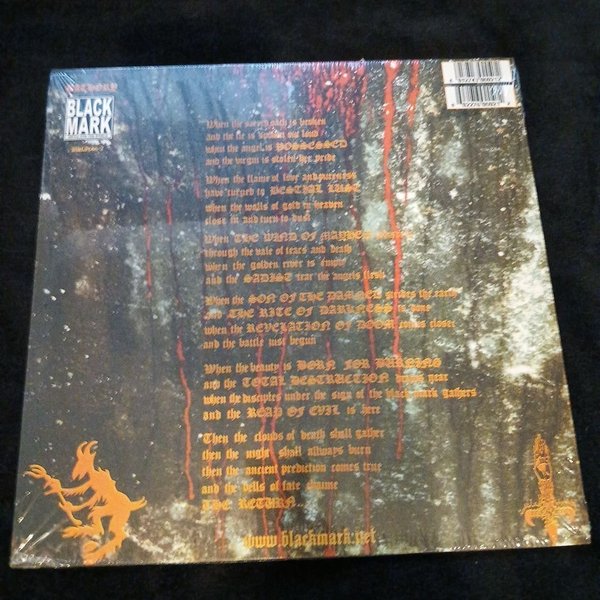 BATHORY
BLACK
MARK
When the sacred oath is broken
and the lie is spoken out loud
when the angel is POSSESSED
and the virgin is stolen her pride
When the flame of love and pureness
have turned to BESTIAL LUST
when the walls of gold in heaven
close in and turn to dust
When THE WIND OF MAYHEM
through the vale of tears and death
when the golden river is empty
and the SADIST tear the angels flesh
When the SON OF THE DAMNED strides the earth
and THE RITE OF DARKNESS is done
when the REVELATION OF DOOM is closer
and the battle just begun
When the beauty is BORN FOR BURNING
and the TOTAL DESTRUCTION near
when the disciples under the sign of the black mark gathers
and the REAP OF EVIL is here
Then the clouds of death shall gather
then the night shall allways burn
then the ancient prediction comes true
and the bells of fate chaime
THE RETURN...
www.blackmark.net